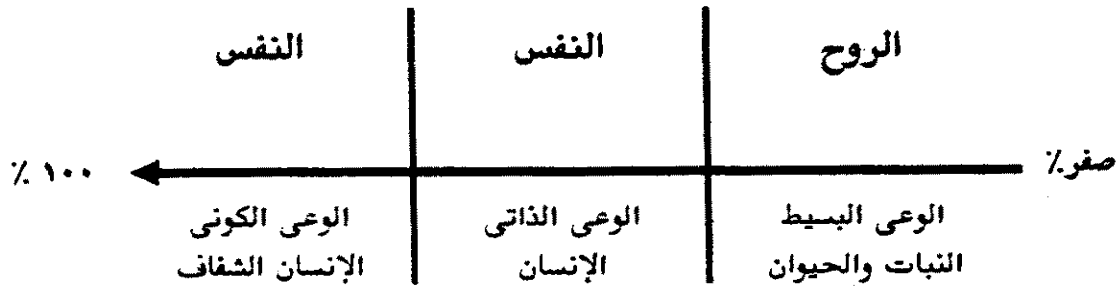 الروح
النفس
النفس
صفر٪
١٠٠ ٪
الوعى البسيط
النبات والحيوان
الوعى الذاتى
الإنسان
الوعى الكونى
الإنسان الشفاف